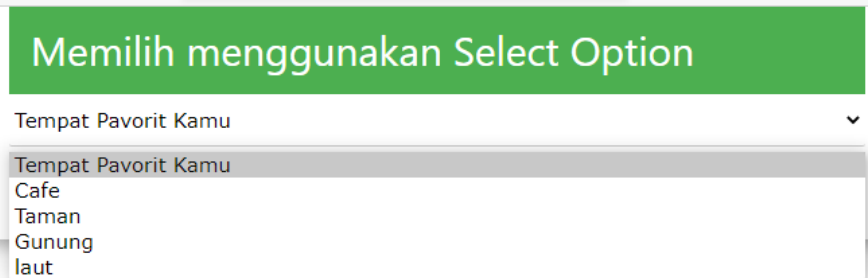 Memilih menggunakan Select Option
Tempat Pavorit Kamu
Tempat Pavorit Kamu
Cafe
Taman
Gunung
laut